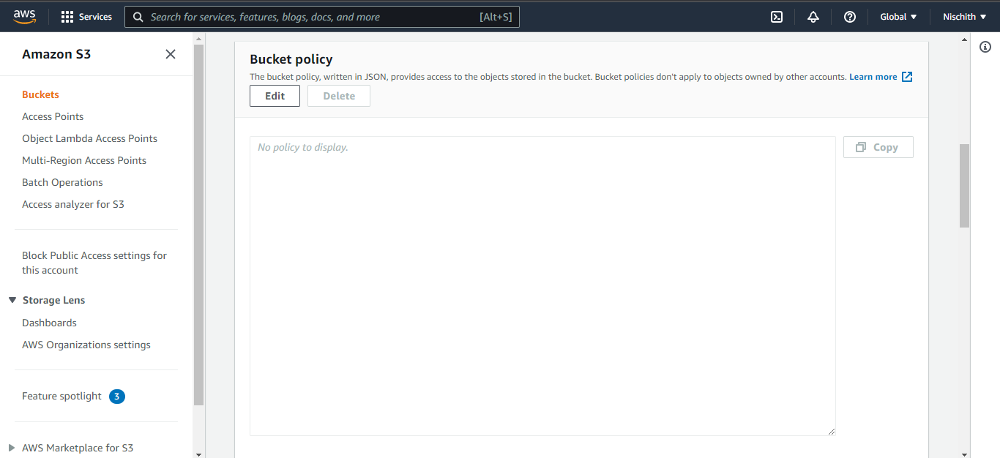 aws
Services
Search for services, features, blogs, docs, and more
[Alt+S]
Global
Nischith
Amazon S3
Buckets
Access Points
Object Lambda Access Points
Multi-Region Access Points
Batch Operations
Access analyzer for S3
Block Public Access settings for
this account
Storage Lens
Dashboards
AWS Organizations settings
Feature spotlight 3
AWS Marketplace for S3
Bucket policy
The bucket policy, written in JSON, provides access to the objects stored in the bucket. Bucket policies don't apply to objects owned by other accounts. Learn more
Edit
Delete
No policy to display.
Copy